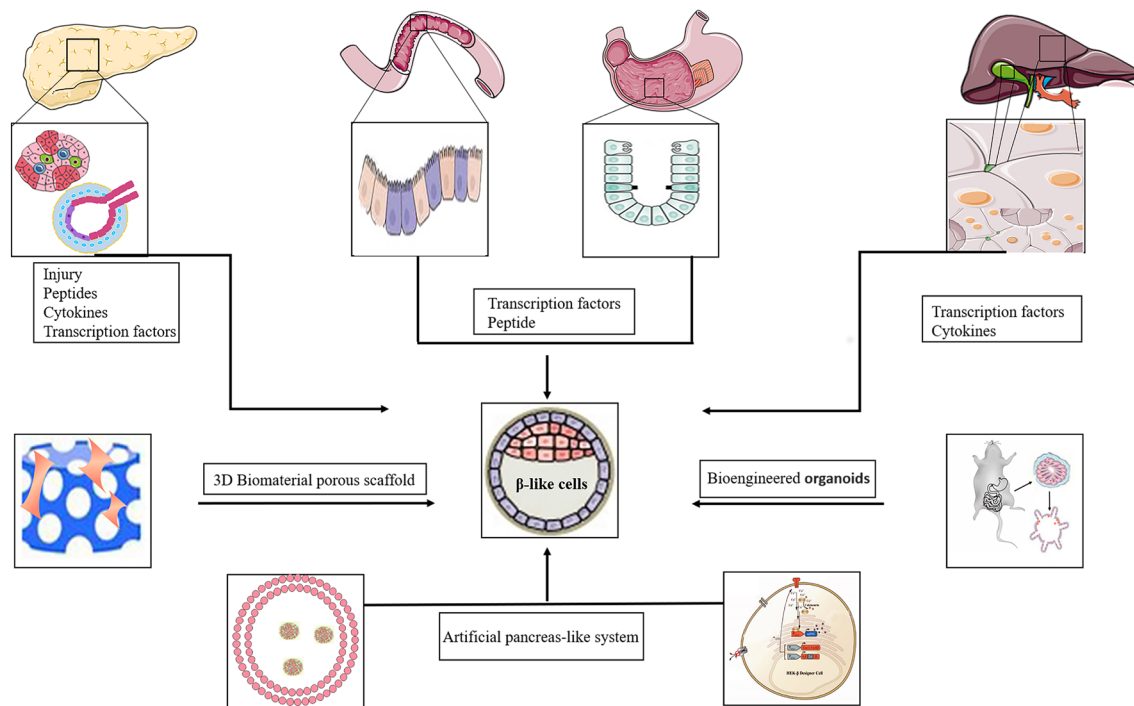 Injury
Peptides
Cytokines
Transcription factors
Transcription factors
Peptide
Transcription factors
Cytokines
3D Biomaterial porous scaffold
β-like cells
Bioengineered organoids
Artificial pancreas-like system
HEK-β Designer Cell